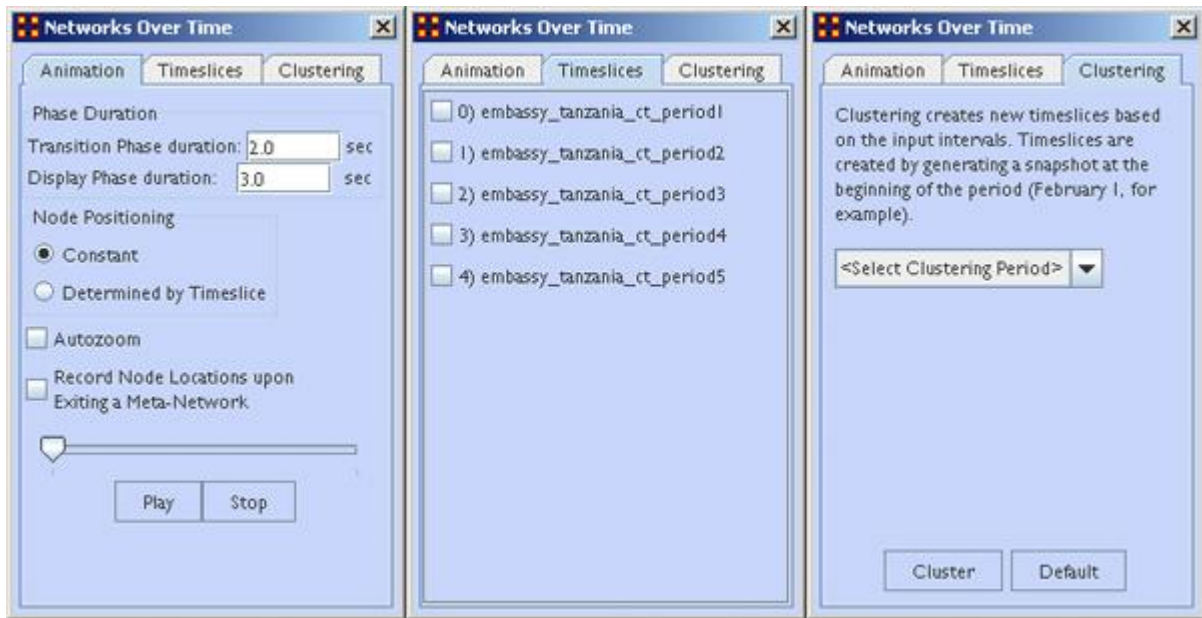 Networks Over Time
Animation
Timeslices
Clustering
Phase Duration
Transition Phase duration: 2.0 sec
Display Phase duration: 3.0 sec
Node Positioning
Constant
Determined by Timeslice
Autozoom
Record Node Locations upon
Exiting a Meta-Network
Play
Stop
Networks Over Time
Animation
Timeslices
Clustering
0) embassy_tanzania_ct_period1
1) embassy_tanzania_ct_period2
2) embassy_tanzania_ct_period3
3) embassy_tanzania_ct_period4
4) embassy_tanzania_ct_period5
Networks Over Time
Animation
Timeslices
Clustering
Clustering creates new timeslices based
on the input intervals. Timeslices are
created by generating a snapshot at the
beginning of the period (February 1, for
example).
<Select Clustering Period>
Cluster
Default